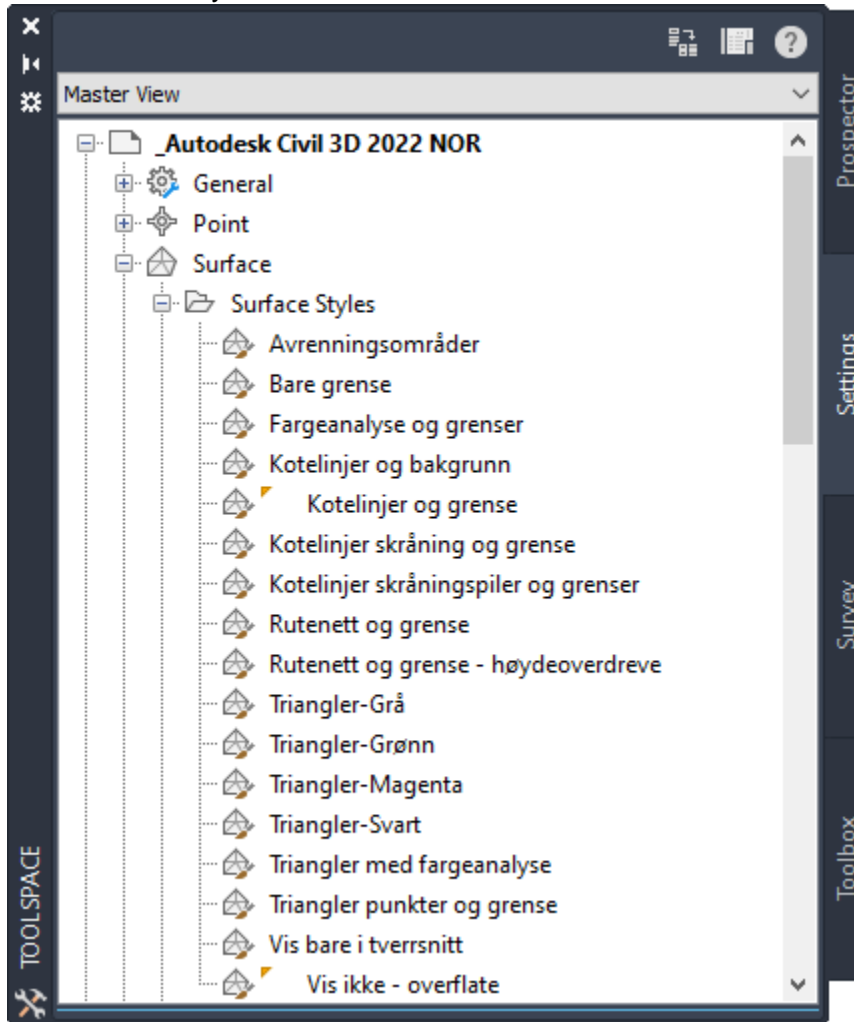 Master View
_Autodesk Civil 3D 2022 NOR
General
Point
Surface
Surface Styles
Avrenningsområder
Bare grense
Fargeanalyse og grenser
Kotelinjer og bakgrunn
Kotelinjer og grense
Kotelinjer skråning og grense
Kotelinjer skråningspiler og grenser
Rutenett og grense
Rutenett og grense - høydeoverdreve
Triangler-Grå
Triangler-Grønn
Triangler-Magenta
Triangler-Svart
Triangler med fargeanalyse
Triangler punkter og grense
Vis bare i tverrsnitt
Vis ikke - overflate
TOOLSPACE
Prospector
Settings
Survey
Toolbox